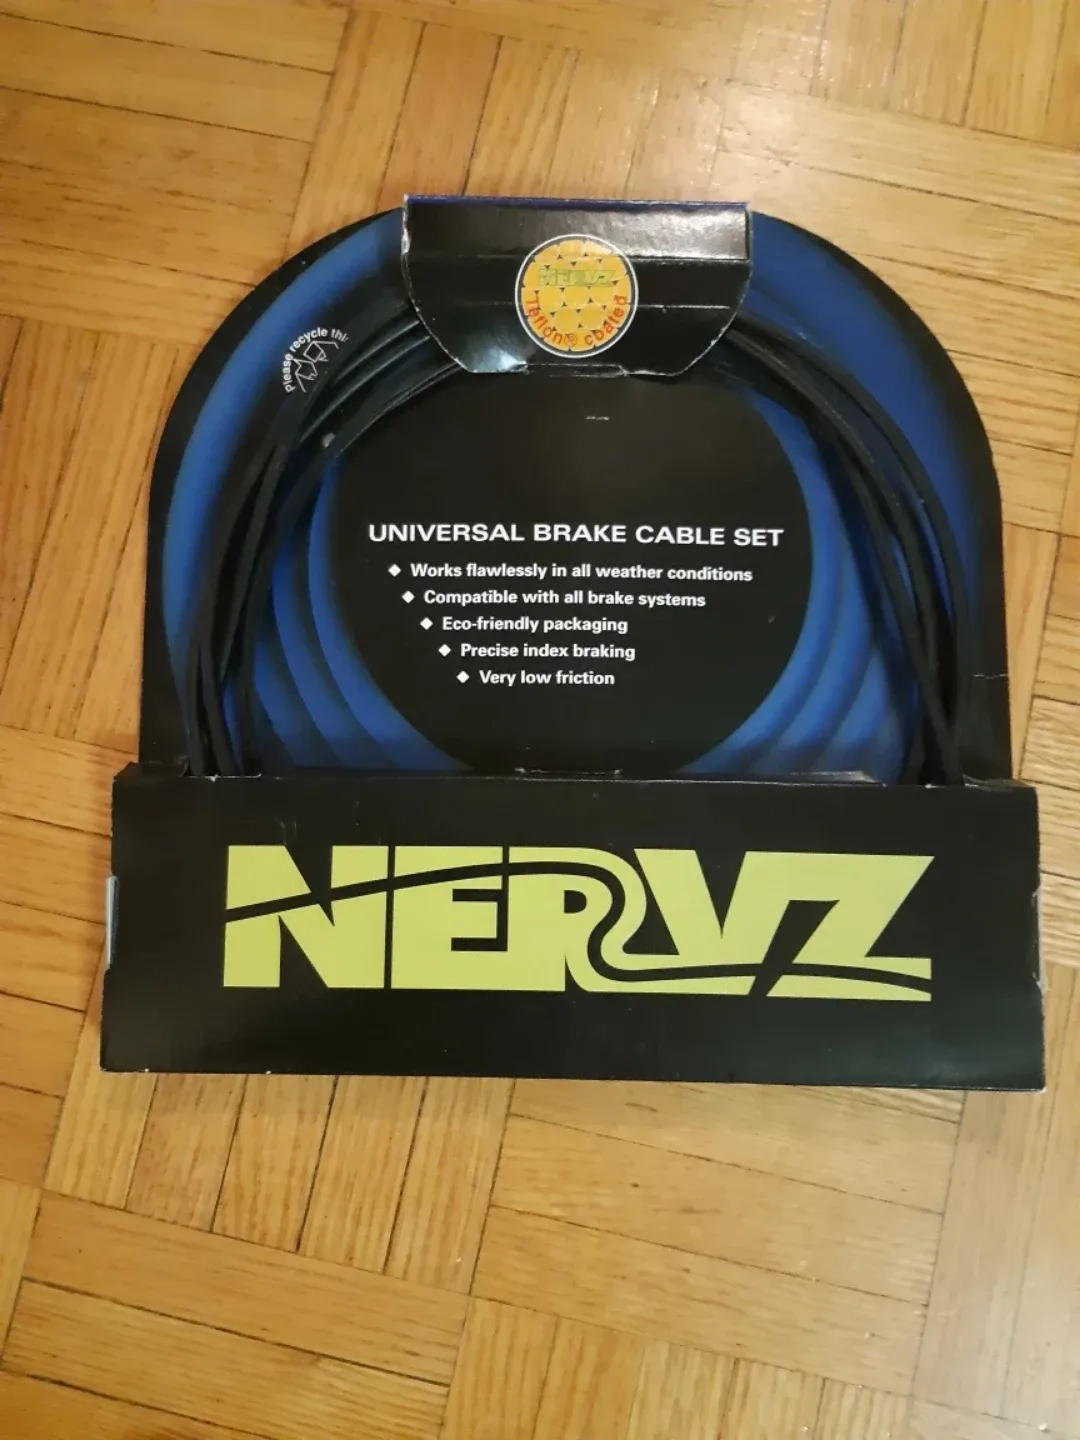 NERVZ
Teflon® coated
Please recycle thi
UNIVERSAL BRAKE CABLE SET
◆ Works flawlessly in all weather conditions
◆ Compatible with all brake systems
◆ Eco-friendly packaging
◆ Precise index braking
◆ Very low friction
NERVZ